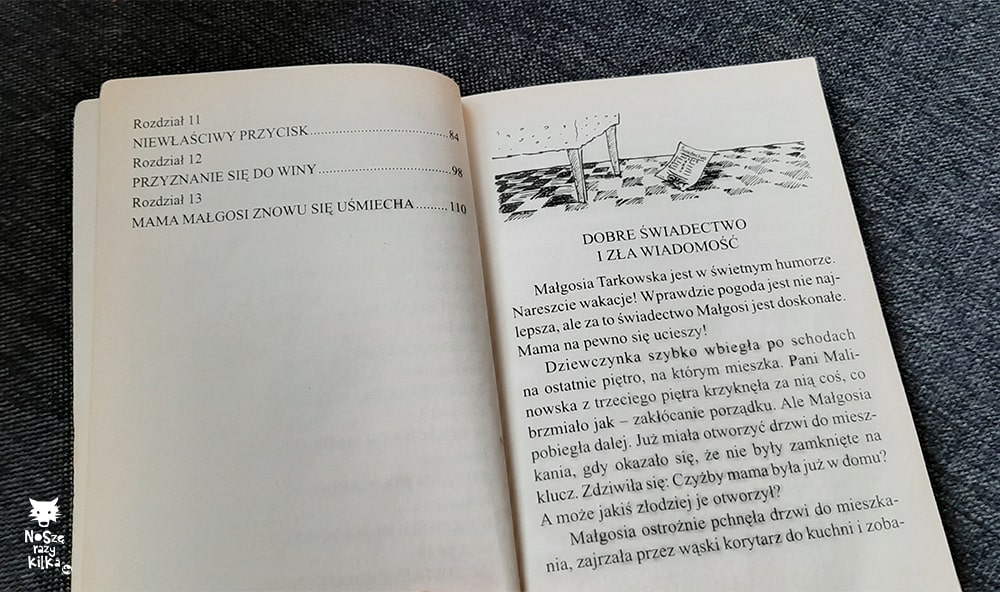 Rozdział 11
NIEWŁAŚCIWY PRZYCISK................................84
Rozdział 12
PRZYZNANIE SIĘ DO WINY..............................98
Rozdział 13
MAMA MAŁGOSI ZNOWU SIĘ UŚMIECHA.........110
DOBRE ŚWIADECTWO
I ZŁA WIADOMOŚĆ
Małgosia Tarkowska jest w świetnym humorze.
Nareszcie wakacje! Wprawdzie pogoda jest nie naj-
lepsza, ale za to świadectwo Małgosi jest doskonałe.
Mama na pewno się ucieszy!
Dziewczynka szybko wbiegła po schodach
na ostatnie piętro, na którym mieszka. Pani Mali-
nowska z trzeciego piętra krzyknęła za nią coś, co
brzmiało jak – zakłócanie porządku. Ale Małgosia
pobiegła dalej. Już miała otworzyć drzwi do miesz-
kania, gdy okazało się, że nie były zamknięte na
klucz. Zdziwiła się: Czyżby mama była już w domu?
A może jakiś złodziej je otworzył?
Małgosia ostrożnie pchnęła drzwi do mieszka-
nia, zajrzała przez wąski korytarz do kuchni i zoba-
NoSzę
razy
kilka